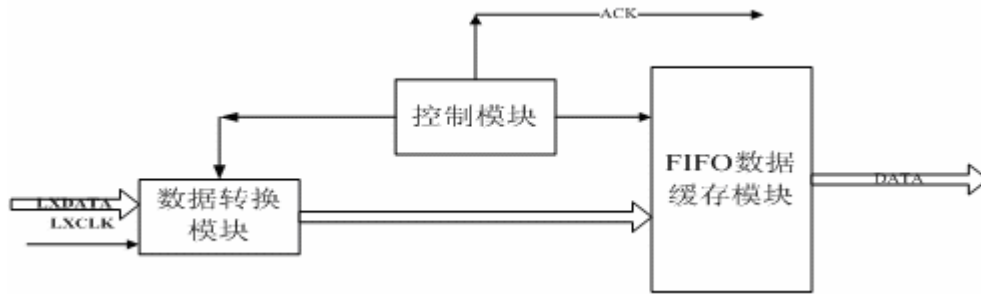 ACK
控制模块
FIFO数据
缓存模块
DATA
数据转换
模块
LXDATA
LXCLK